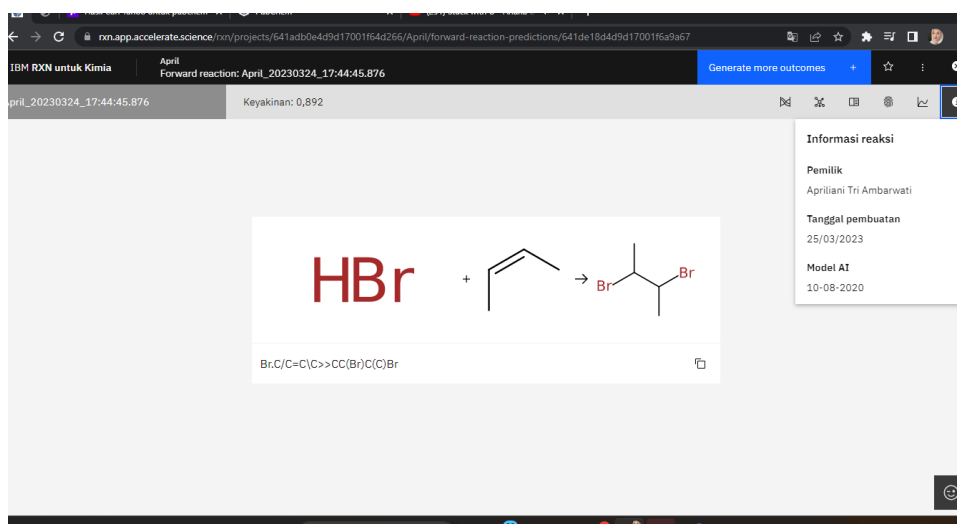 rxn.app.accelerate.science/rxn/projects/641adb0e4d9d17001f64d266/April/forward-reaction-predictions/641de18d4d9d17001f6a9a67
IBM RXN untuk Kimia
April
Forward reaction: April_20230324_17:44:45.876
Generate more outcomes +
April_20230324_17:44:45.876
Keyakinan: 0,892
Informasi reaksi
Pemilik
Apriliani Tri Ambarwati
Tanggal pembuatan
25/03/2023
Model AI
10-08-2020
HBr + → Br Br
Br.C/C=C\C>>CC(Br)C(C)Br